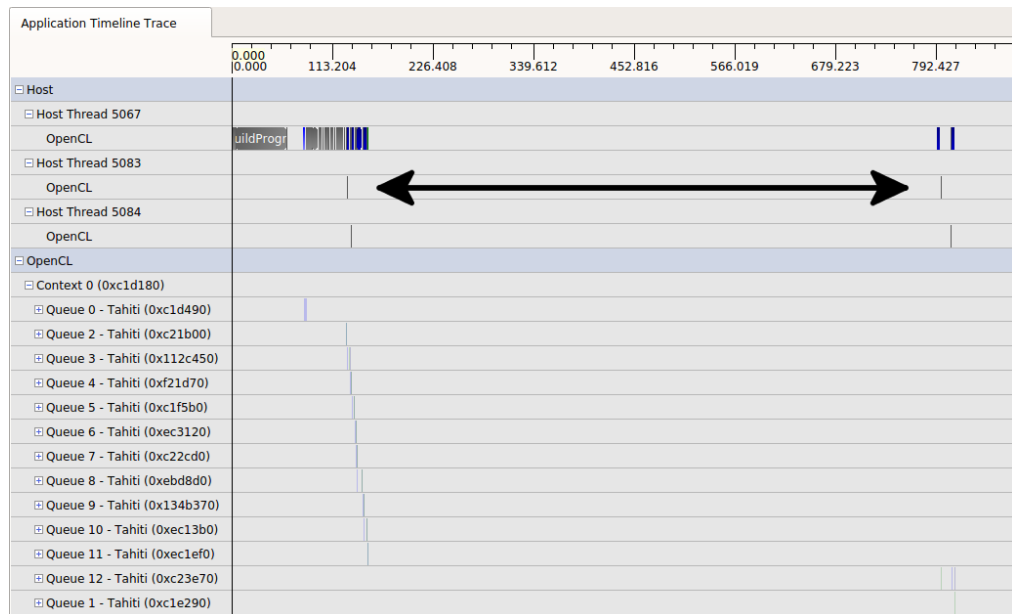 Application Timeline Trace
0.000
0.000 113.204 226.408 339.612 452.816 566.019 679.223 792.427
Host
Host Thread 5067
OpenCL uildProgr
Host Thread 5083
OpenCL
Host Thread 5084
OpenCL
OpenCL
Context 0 (0xc1d180)
Queue 0 - Tahiti (0xc1d490)
Queue 2 - Tahiti (0xc21b00)
Queue 3 - Tahiti (0x112c450)
Queue 4 - Tahiti (0xf21d70)
Queue 5 - Tahiti (0xc1f5b0)
Queue 6 - Tahiti (0xec3120)
Queue 7 - Tahiti (0xc22cd0)
Queue 8 - Tahiti (0xebd8d0)
Queue 9 - Tahiti (0x134b370)
Queue 10 - Tahiti (0xec13b0)
Queue 11 - Tahiti (0xec1ef0)
Queue 12 - Tahiti (0xc23e70)
Queue 1 - Tahiti (0xc1e290)